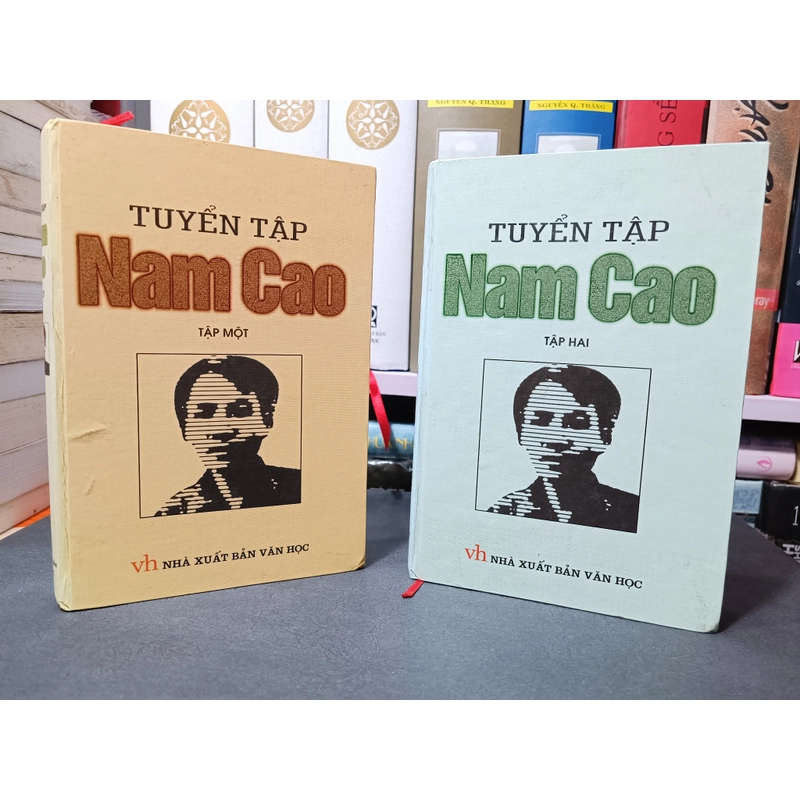 TUYỂN TẬP
Nam Cao
TẬP MỘT
vh NHÀ XUẤT BẢN VĂN HỌC
TUYỂN TẬP
Nam Cao
TẬP HAI
vh NHÀ XUẤT BẢN VĂN HỌC
NGUYỄN Q. THẮNG
NGUYỄN Q. THẮNG